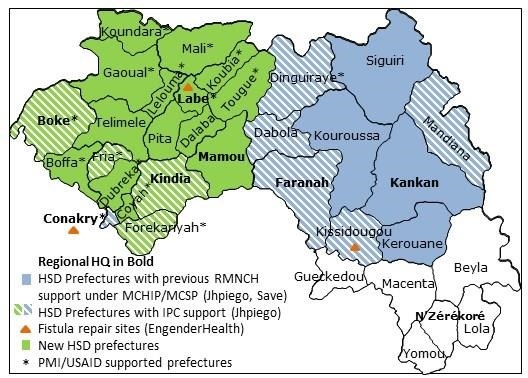 Koundara*
Mali*
Siguiri
Gaoual*
Koubia*
Dinguiraye*
Lelouma*
Labe*
Tougue*
Boke*
Telimele
Mandiana
Pita
Dalaba
Dabola
Kouroussa
Boffa*
Fria*
Mamou
Dubreka*
Kindia
Faranah
Kankan
Coyah*
Conakry*
Forekariyah*
Kissidougou
Kerouane
Gueckedou
Macenta
Beyla
N'Zérékoré
Lola
Yomou
Regional HQ in Bold
HSD Prefectures with previous RMNCH
support under MCHIP/MCSP (Jhpiego, Save)
HSD Prefectures with IPC support (Jhpiego)
Fistula repair sites (EngenderHealth)
New HSD prefectures
* PMI/USAID supported prefectures